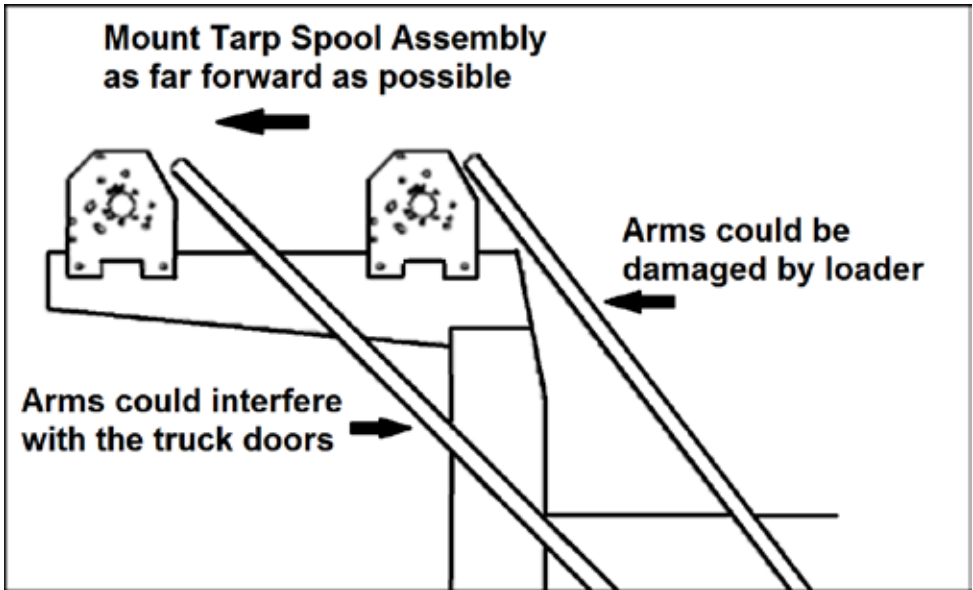 Mount Tarp Spool Assembly
as far forward as possible
Arms could be
damaged by loader
Arms could interfere
with the truck doors